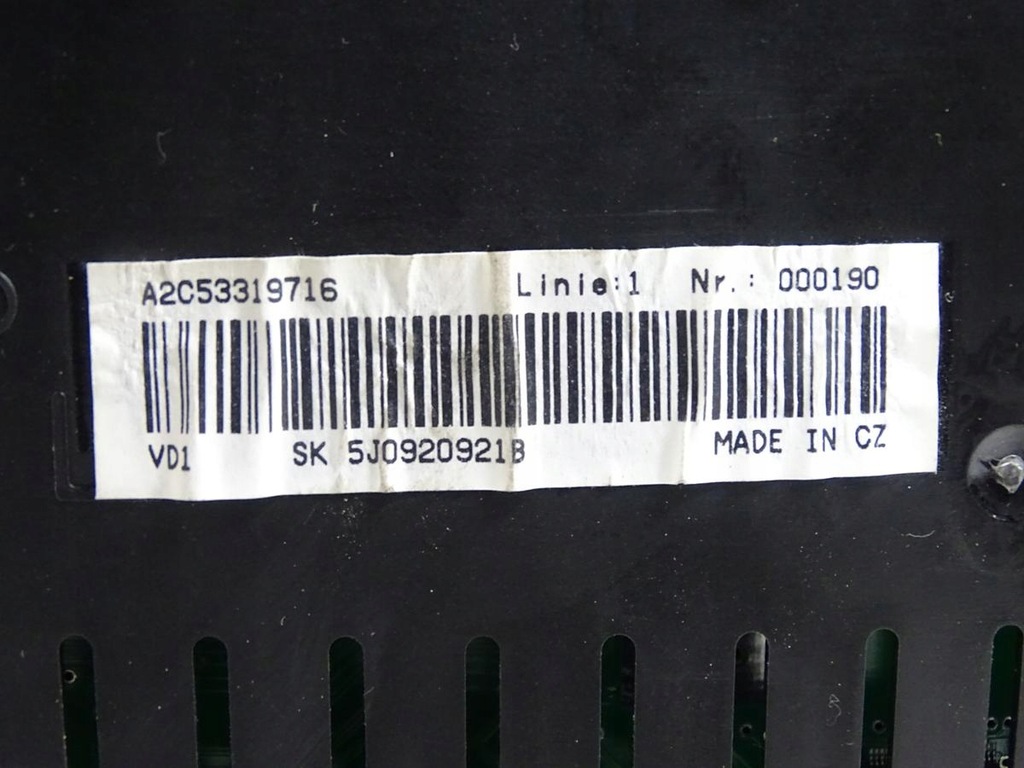 A2C53319716 Linie:1 Nr.: 000190
VD1 SK 5J0920921B MADE IN CZ